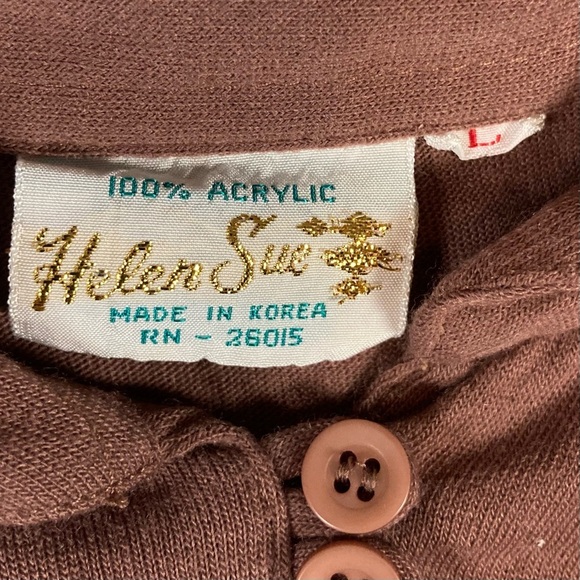 100% ACRYLIC
Helen Sue
MADE IN KOREA
RN - 26015
L